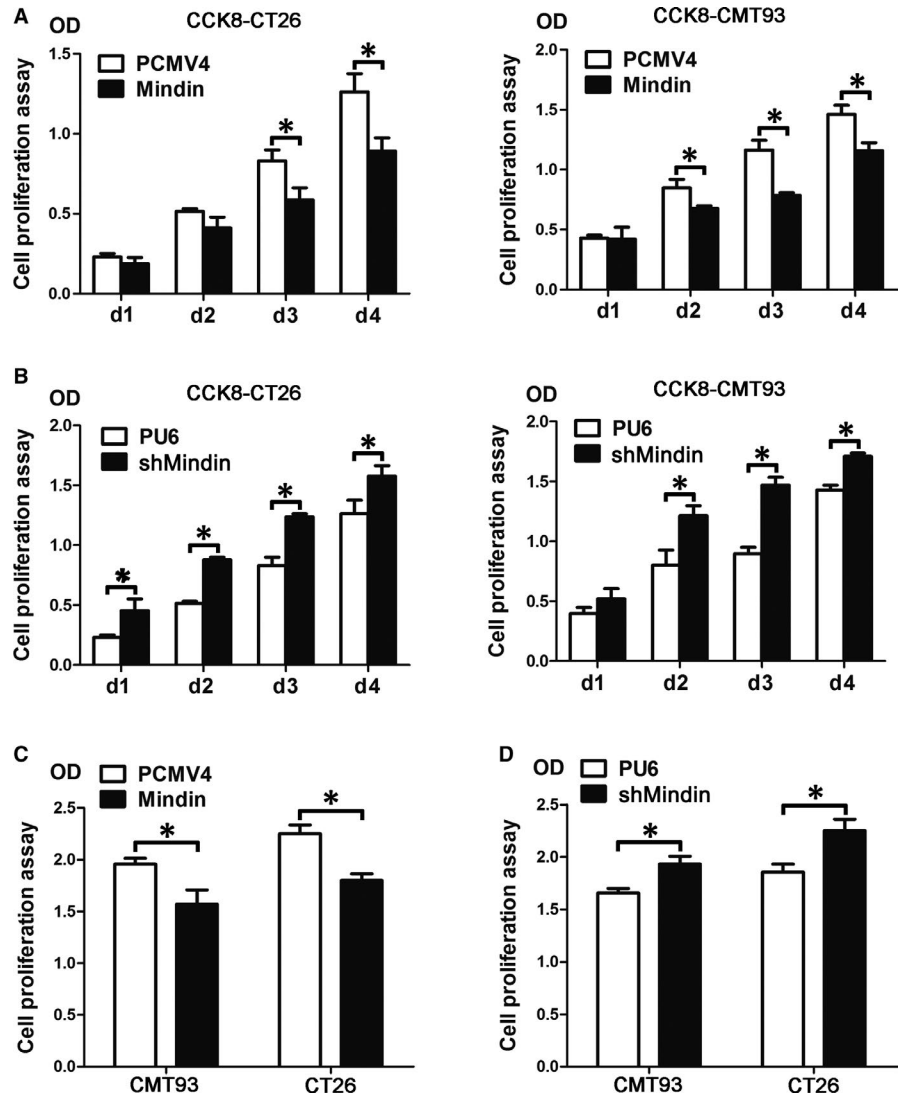 A
CCK8-CT26
OD
PCMV4
Mindin
Cell proliferation assay
1.5
1.0
0.5
0.0
*
*
d1 d2 d3 d4
CCK8-CMT93
OD
PCMV4
Mindin
Cell proliferation assay
2.0
1.5
1.0
0.5
0.0
*
*
*
d1 d2 d3 d4
B
CCK8-CT26
OD
PU6
shMindin
Cell proliferation assay
2.0
1.5
1.0
0.5
0.0
*
*
*
*
d1 d2 d3 d4
CCK8-CMT93
OD
PU6
shMindin
Cell proliferation assay
2.0
1.5
1.0
0.5
0.0
*
*
*
d1 d2 d3 d4
C
OD
PCMV4
Mindin
Cell proliferation assay
2.5
2.0
1.5
1.0
0.5
0.0
*
*
CMT93 CT26
D
OD
PU6
shMindin
Cell proliferation assay
2.5
2.0
1.5
1.0
0.5
0.0
*
*
CMT93 CT26